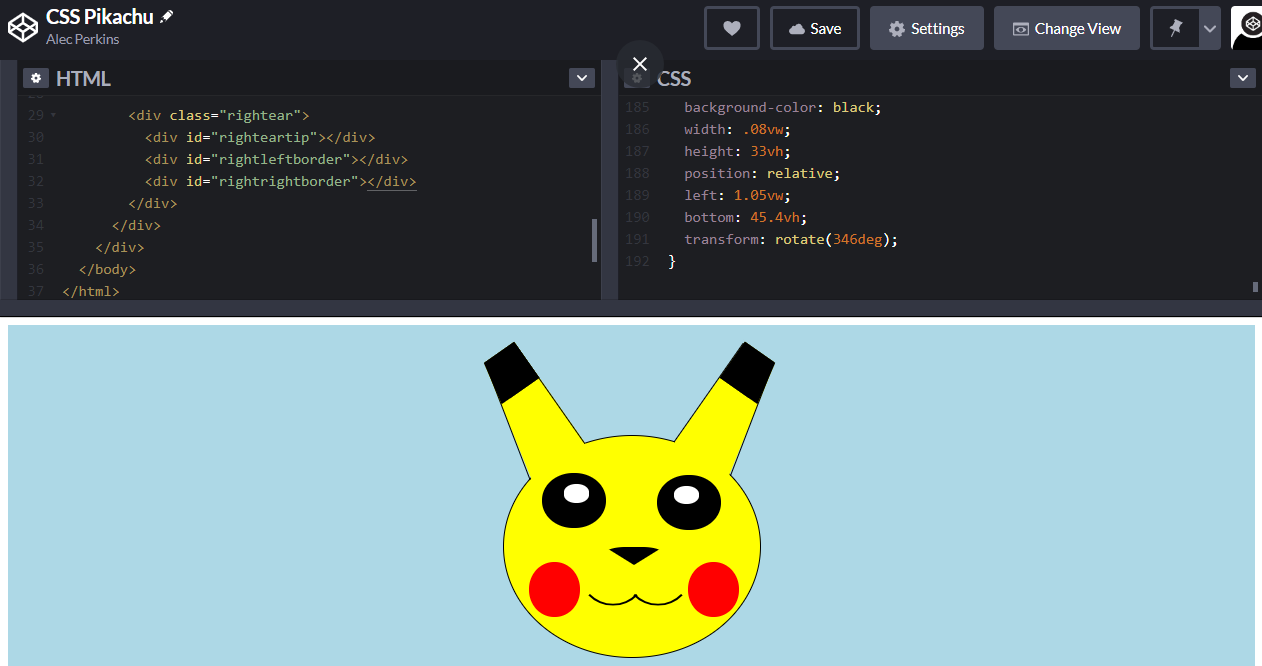 CSS Pikachu
Alec Perkins
Save
Settings
Change View
HTML
29 <div class="rightear">
30 <div id="righteartip"></div>
31 <div id="rightleftborder"></div>
32 <div id="rightrightborder"></div>
33 </div>
34 </div>
35 </div>
36 </body>
37 </html>
CSS
185 background-color: black;
186 width: .08vw;
187 height: 33vh;
188 position: relative;
189 left: 1.05vw;
190 bottom: 45.4vh;
191 transform: rotate(346deg);
192 }